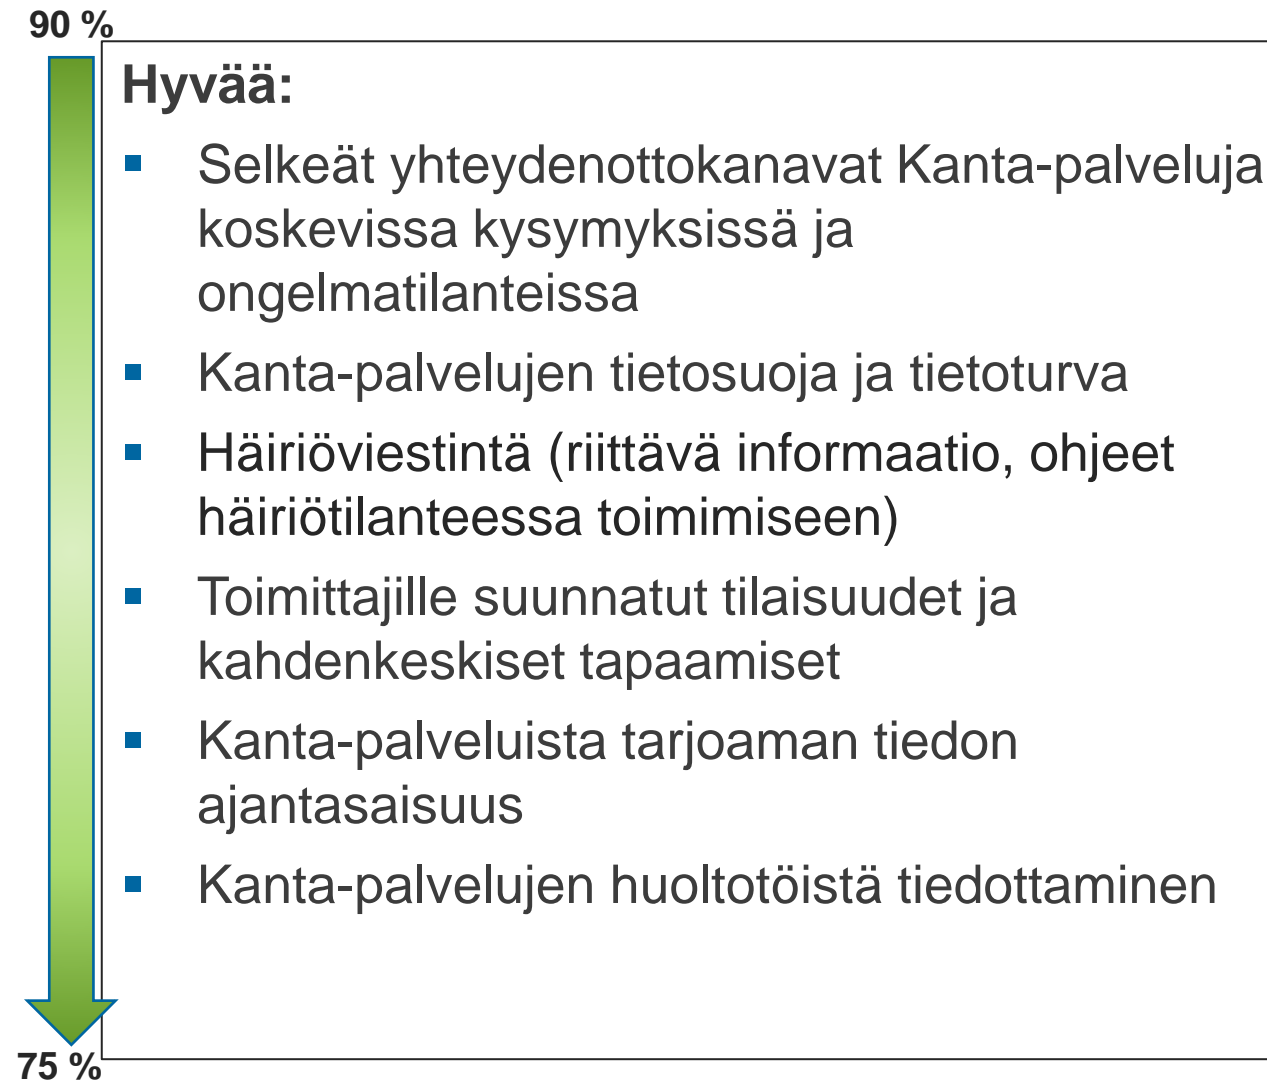 90 %
Hyvää:
▪ Selkeät yhteydenottokanavat Kanta-palveluja
koskevissa kysymyksissä ja
ongelmatilanteissa
▪ Kanta-palvelujen tietosuoja ja tietoturva
▪ Häiriöviestintä (riittävä informaatio, ohjeet
häiriötilanteessa toimimiseen)
▪ Toimittajille suunnatut tilaisuudet ja
kahdenkeskiset tapaamiset
▪ Kanta-palveluista tarjoaman tiedon
ajantasaisuus
▪ Kanta-palvelujen huoltotöistä tiedottaminen
75 %